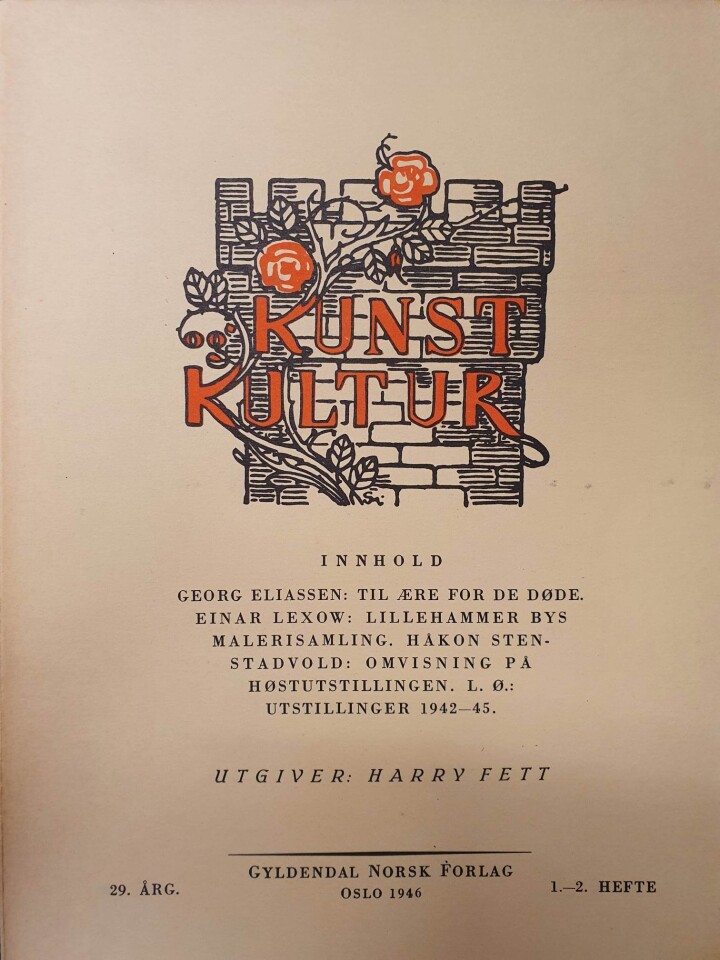 KUNST
KULTUR
INNHOLD
GEORG ELIASSEN: TIL ÆRE FOR DE DØDE.
EINAR LEXOW: LILLEHAMMER BYS
MALERISAMLING. HÅKON STEN-
STADVOLD: OMVISNING PÅ
HØSTUTSTILLINGEN. L. Ø.:
UTSTILLINGER 1942—45.
UTGIVER: HARRY FETT
GYLDENDAL NORSK FORLAG
OSLO 1946
29. ÅRG.
1.—2. HEFTE